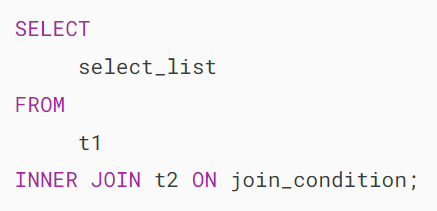 SELECT
select_list
FROM
t1
INNER JOIN t2 ON join_condition;